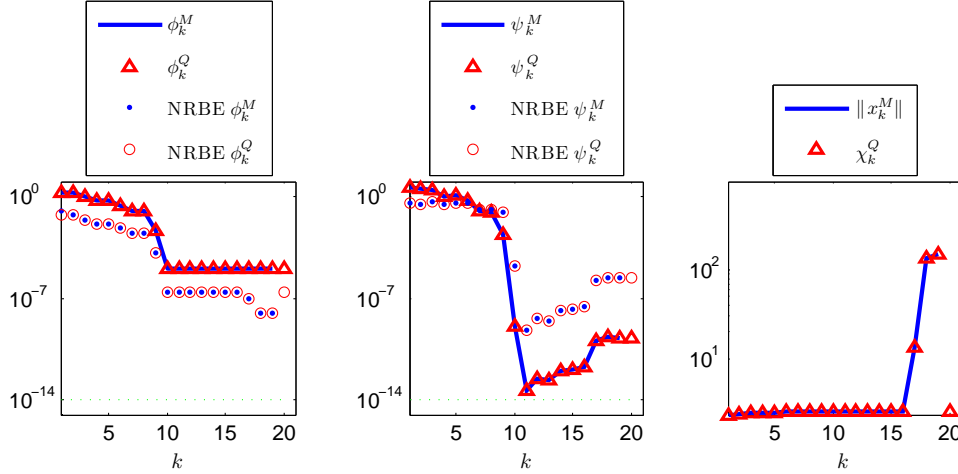 ϕ_k^M
ϕ_k^Q
NRBE ϕ_k^M
NRBE ϕ_k^Q
10^0
10^−7
10^−14
5 10 15 20
k
ψ_k^M
ψ_k^Q
NRBE ψ_k^M
NRBE ψ_k^Q
10^0
10^−7
10^−14
5 10 15 20
k
‖x_k^M‖
χ_k^Q
10^2
10^1
5 10 15 20
k